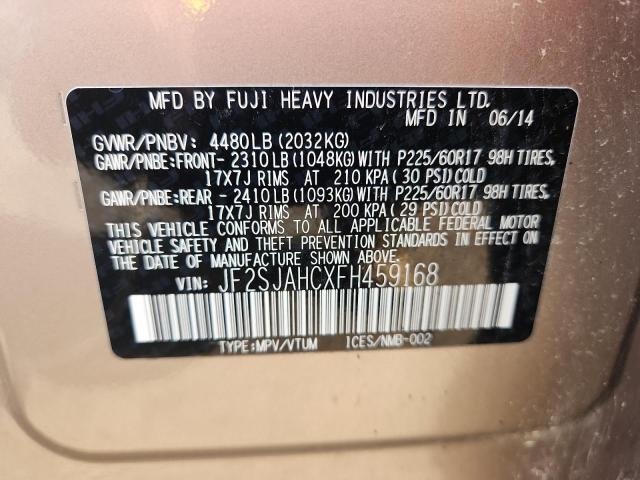 MFD BY FUJI HEAVY INDUSTRIES LTD.
MFD IN 06/14
GVWR/PNBV: 4480LB(2032KG)
GAWR/PNBE:FRONT-2310LB(1048KG)WITH P225/60R17 98H TIRES,
17X7J RIMS AT 210 KPA(30 PSI)COLD
GAWR/PNBE:REAR -2410LB(1093KG)WITH P225/60R17 98H TIRES,
17X7J RIMS AT 200 KPA(29 PSI)COLD
THIS VEHICLE CONFORMS TO ALL APPLICABLE FEDERAL MOTOR
VEHICLE SAFETY AND THEFT PREVENTION STANDARDS IN EFFECT ON
THE DATE OF MANUFACTURE SHOWN ABOVE.
VIN: JF2SJAHCXFH459168
TYPE:MPV/VTUM ICES/NMB-002